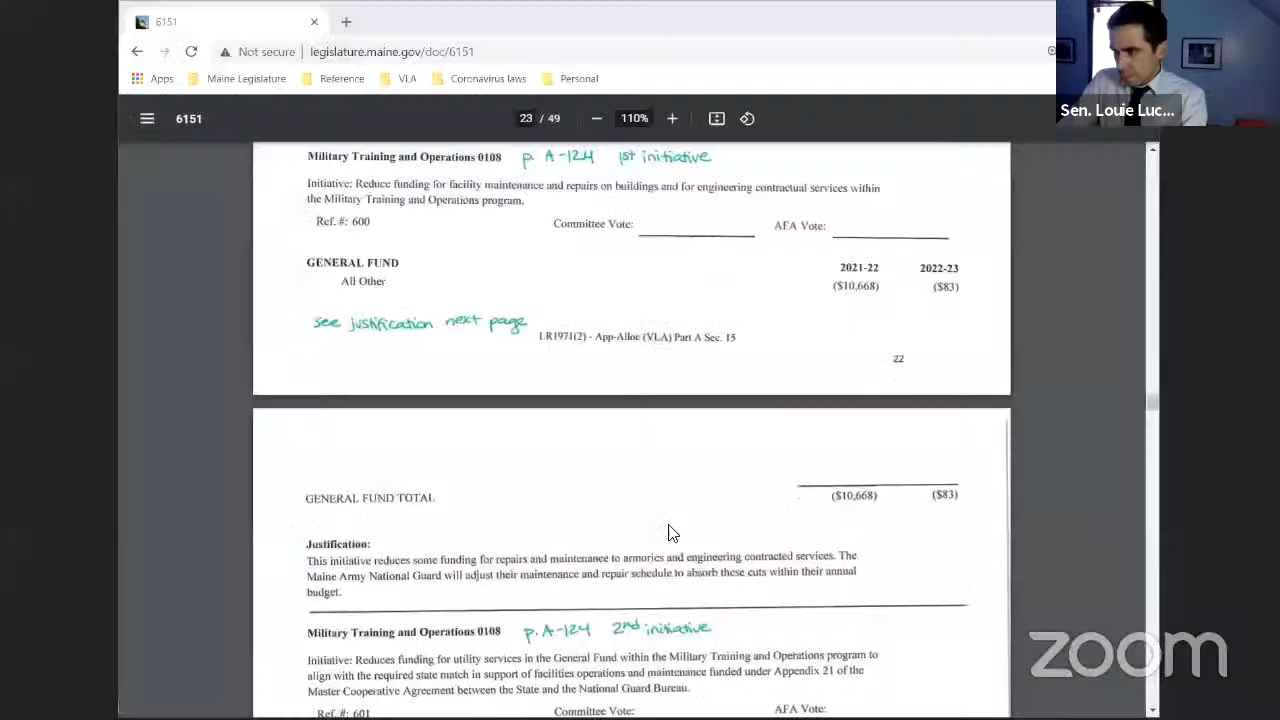 6151
Not secure | legislature.maine.gov/doc/6151
Apps Maine Legislature Reference VLA Coronavirus laws Personal
Sen. Louie Luc...
6151 23 / 49 110%
Military Training and Operations 0108 p. A-124 1st initiative
Initiative: Reduce funding for facility maintenance and repairs on buildings and for engineering contractual services within
the Military Training and Operations program.
Ref. #: 600 Committee Vote: AFA Vote:
GENERAL FUND 2021-22 2022-23
All Other ($10,668) ($83)
see justification next page
LR1971(2) - App-Alloc (VLA) Part A Sec. 15
22
GENERAL FUND TOTAL ($10,668) ($83)
Justification:
This initiative reduces some funding for repairs and maintenance to armories and engineering contracted services. The
Maine Army National Guard will adjust their maintenance and repair schedule to absorb these cuts within their annual
budget.
Military Training and Operations 0108 p. A-124 2nd initiative
Initiative: Reduces funding for utility services in the General Fund within the Military Training and Operations program to
align with the required state match in support of facilities operations and maintenance funded under Appendix 21 of the
Master Cooperative Agreement between the State and the National Guard Bureau.
Ref. #: 601 Committee Vote: AFA Vote:
zoom